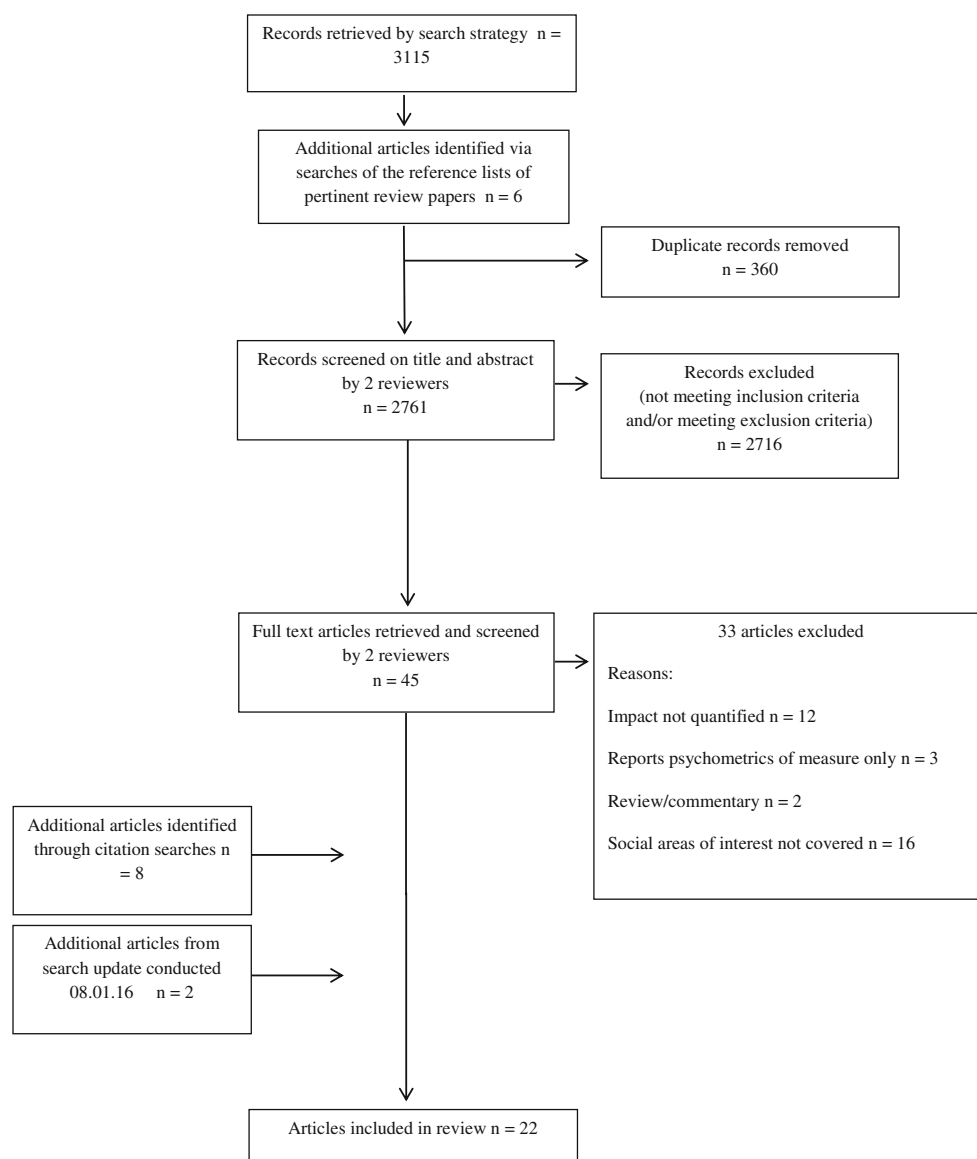 Records retrieved by search strategy n =
3115
Additional articles identified via
searches of the reference lists of
pertinent review papers n = 6
Duplicate records removed
n = 360
Records screened on title and abstract
by 2 reviewers
n = 2761
Records excluded
(not meeting inclusion criteria
and/or meeting exclusion criteria)
n = 2716
Full text articles retrieved and screened
by 2 reviewers
n = 45
33 articles excluded
Reasons:
Impact not quantified n = 12
Reports psychometrics of measure only n = 3
Review/commentary n = 2
Social areas of interest not covered n = 16
Additional articles identified
through citation searches n
= 8
Additional articles from
search update conducted
08.01.16 n = 2
Articles included in review n = 22